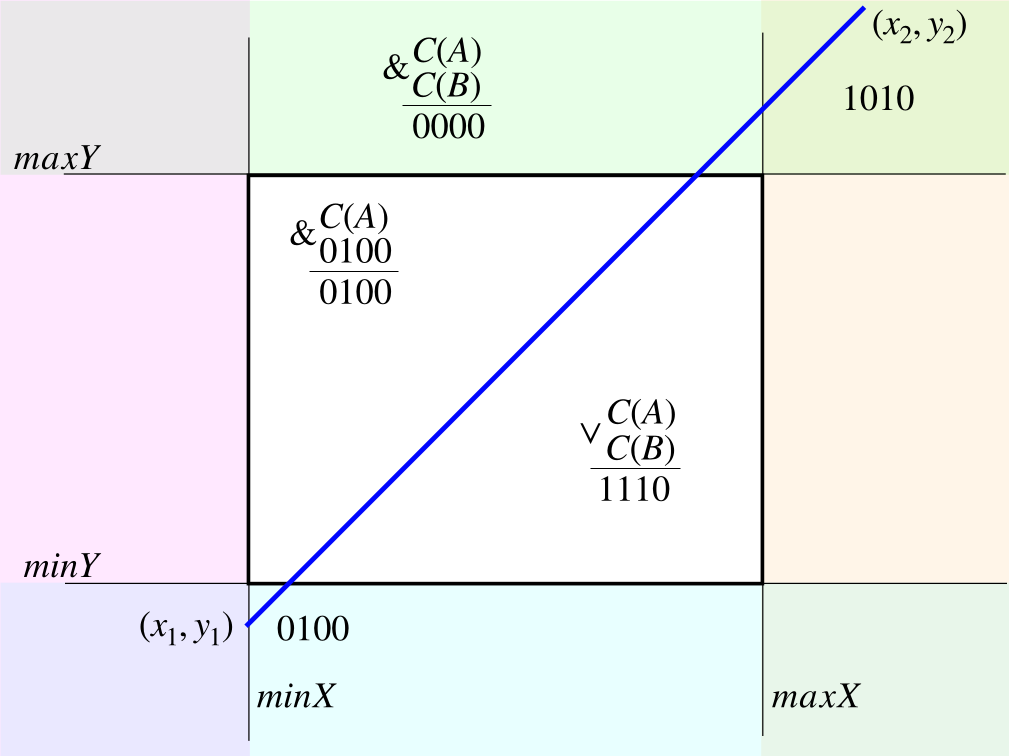 (x₂, y₂)
& C(A)
C(B)
0000
1010
maxY
& C(A)
0100
0100
∨ C(A)
C(B)
1110
minY
(x₁, y₁)
0100
minX
maxX